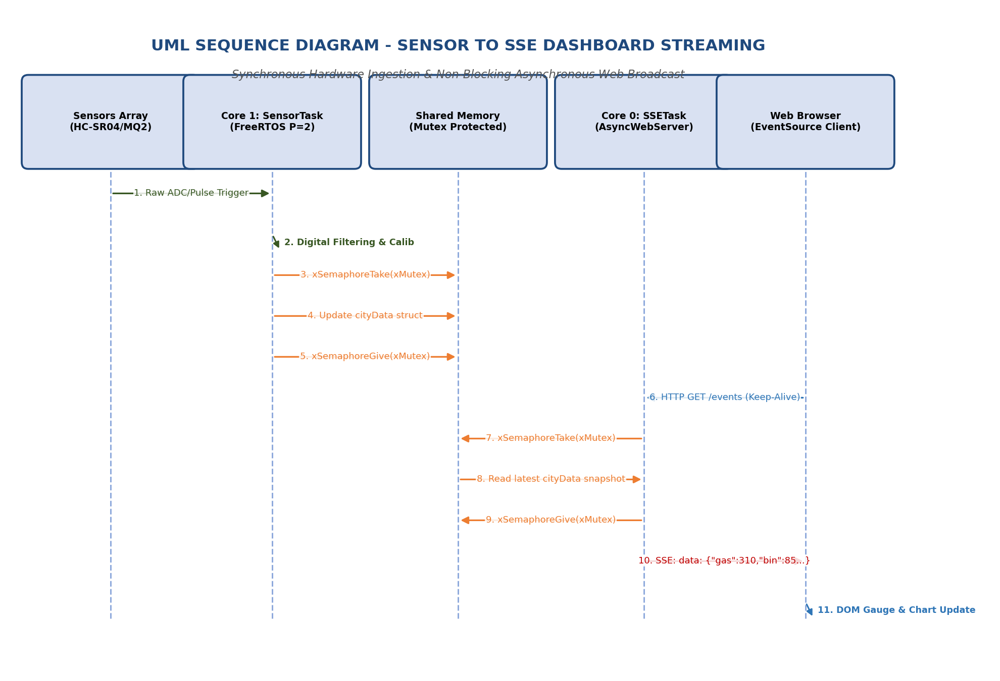 UML SEQUENCE DIAGRAM - SENSOR TO SSE DASHBOARD STREAMING
Synchronous Hardware Ingestion & Non-Blocking Asynchronous Web Broadcast
Sensors Array
(HC-SR04/MQ2)
Core 1: SensorTask
(FreeRTOS P=2)
Shared Memory
(Mutex Protected)
Core 0: SSETask
(AsyncWebServer)
Web Browser
(EventSource Client)
1. Raw ADC/Pulse Trigger
2. Digital Filtering & Calib
3. xSemaphoreTake(xMutex)
4. Update cityData struct
5. xSemaphoreGive(xMutex)
6. HTTP GET /events (Keep-Alive)
7. xSemaphoreTake(xMutex)
8. Read latest cityData snapshot
9. xSemaphoreGive(xMutex)
10. SSE: data: {"gas":310,"bin":85...}
11. DOM Gauge & Chart Update